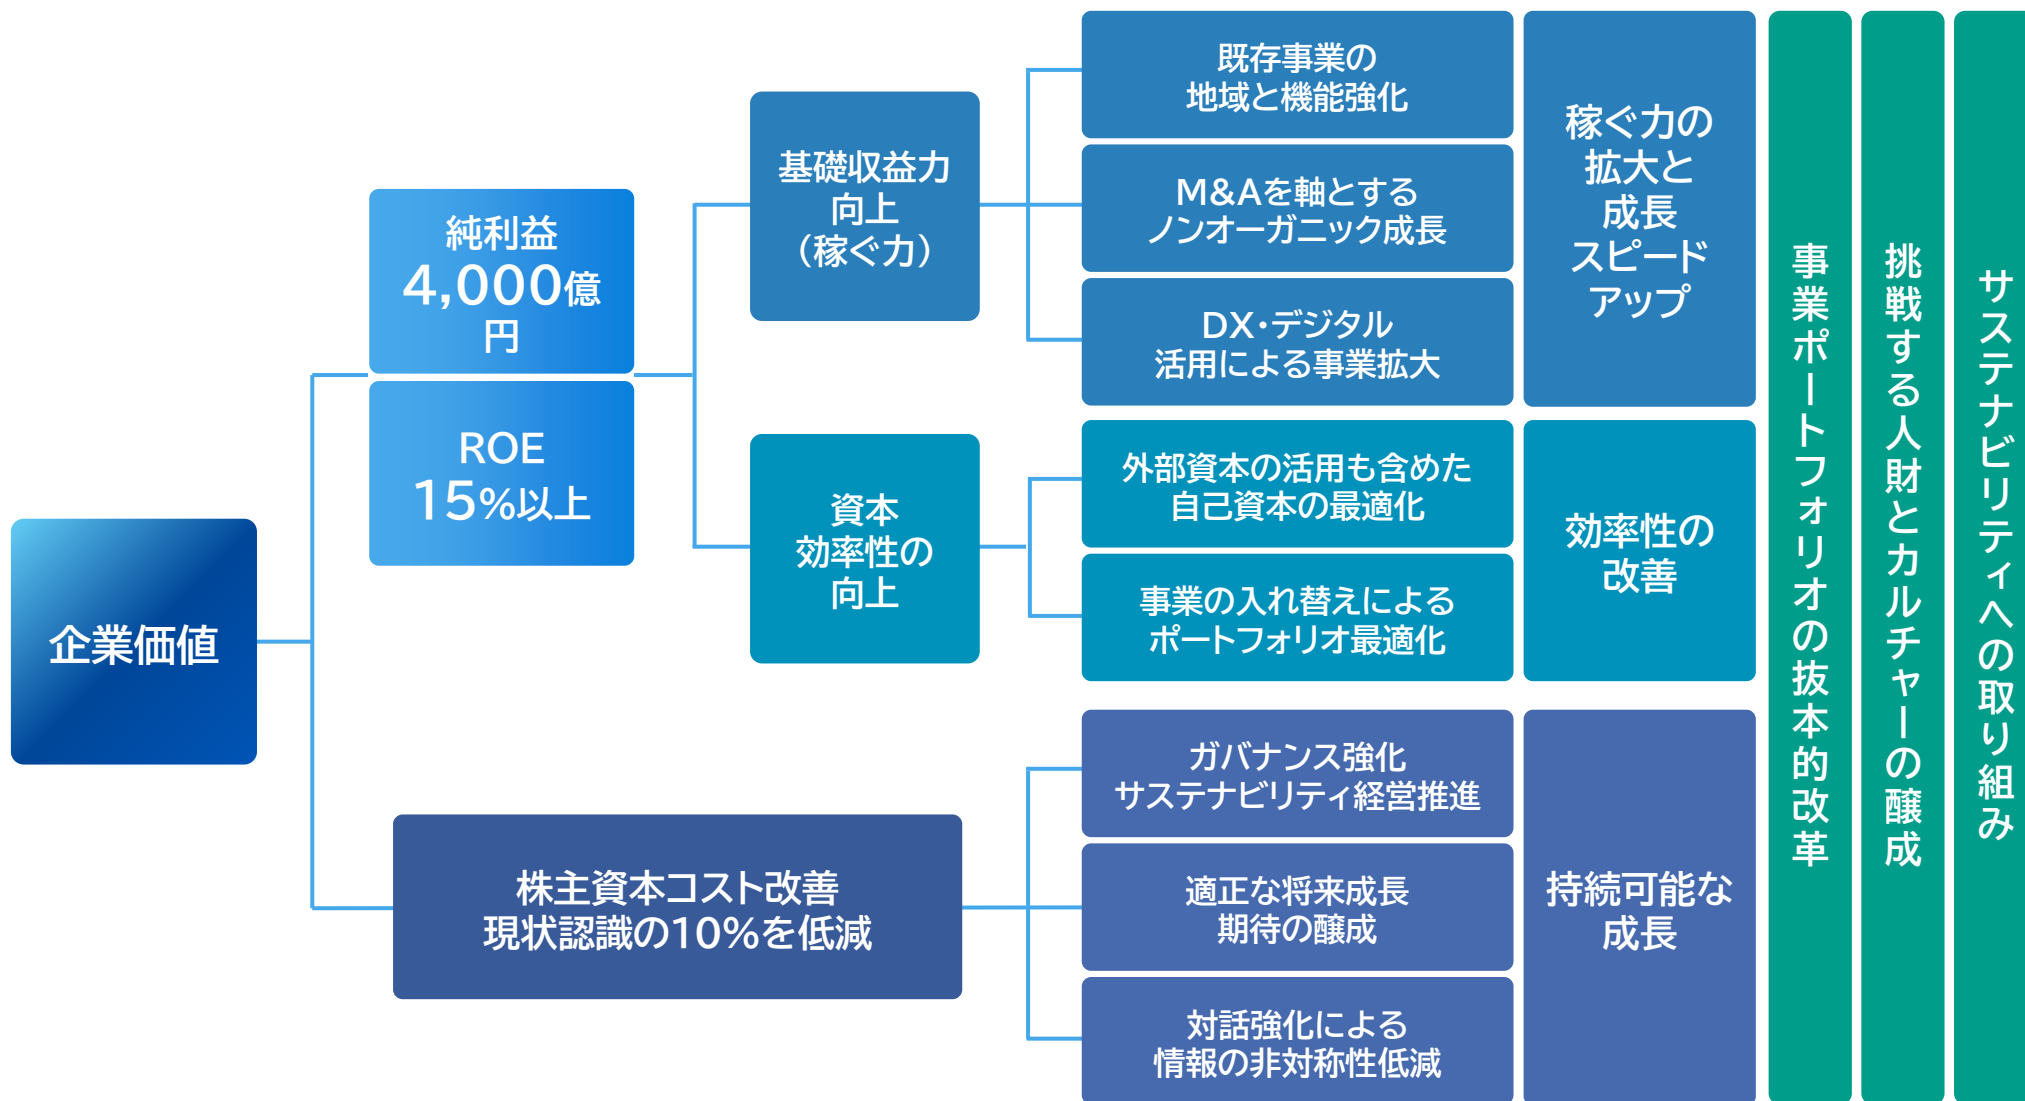 企業価値
純利益
4,000億
円
ROE
15%以上
基礎収益力
向上
（稼ぐ力）
資本
効率性の
向上
株主資本コスト改善
現状認識の10%を低減
既存事業の
地域と機能強化
M&Aを軸とする
ノンオーガニック成長
DX・デジタル
活用による事業拡大
外部資本の活用も含めた
自己資本の最適化
事業の入れ替えによる
ポートフォリオ最適化
ガバナンス強化
サステナビリティ経営推進
適正な将来成長
期待の醸成
対話強化による
情報の非対称性低減
稼ぐ力の
拡大と
成長
スピード
アップ
効率性の
改善
持続可能な
成長
事業ポートフォリオの抜本的改革
挑戦する人財とカルチャーの醸成
サステナビリティへの取り組み